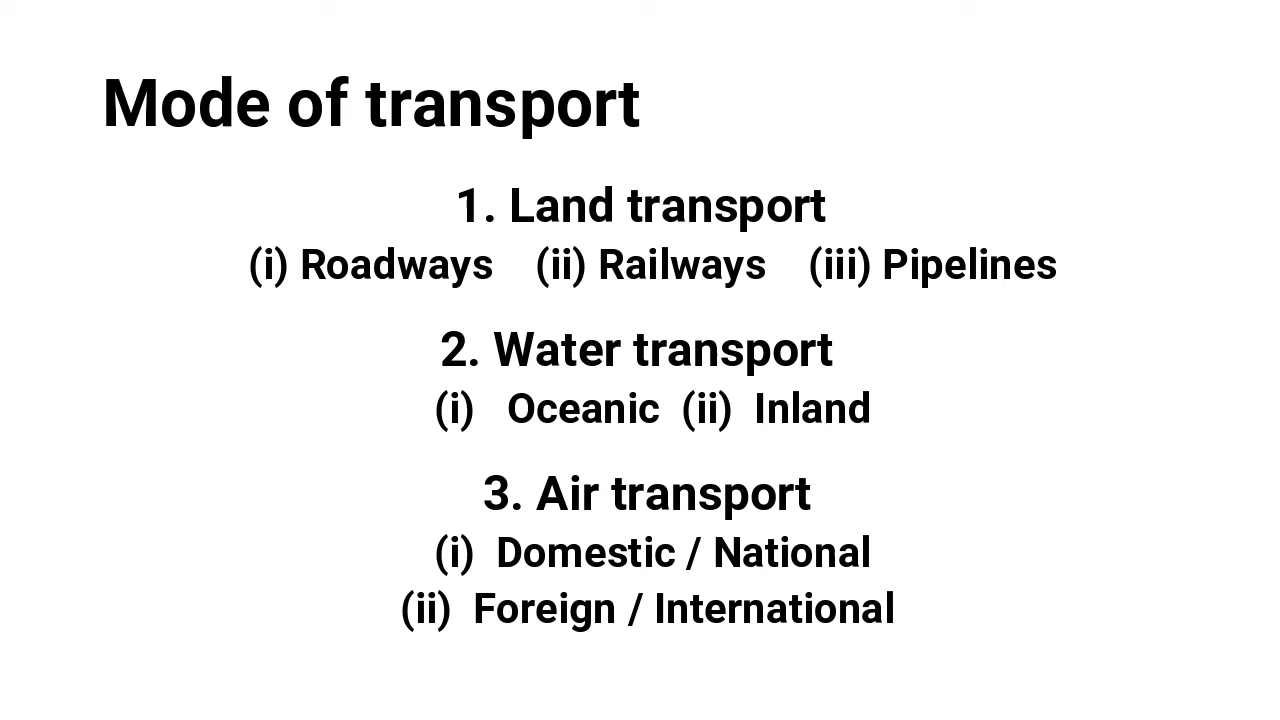 Mode of transport
1. Land transport
(i) Roadways (ii) Railways (iii) Pipelines
2. Water transport
(i) Oceanic (ii) Inland
3. Air transport
(i) Domestic / National
(ii) Foreign / International